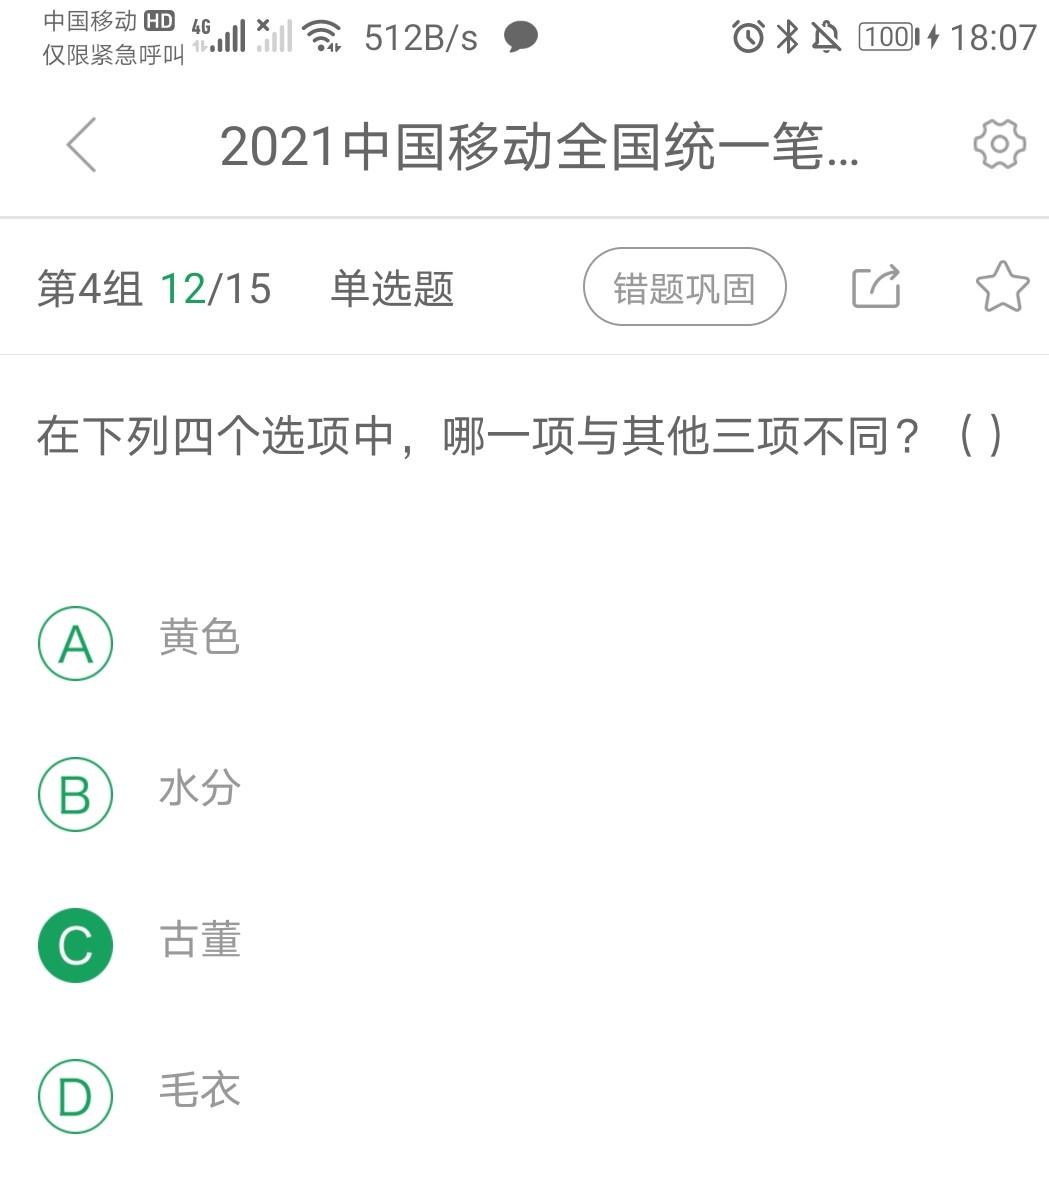 中国移动 HD 4G 512B/s 100 18:07
仅限紧急呼叫
2021中国移动全国统一笔...
第4组 12/15 单选题 错题巩固
在下列四个选项中，哪一项与其他三项不同？（ ）
A 黄色
B 水分
C 古董
D 毛衣